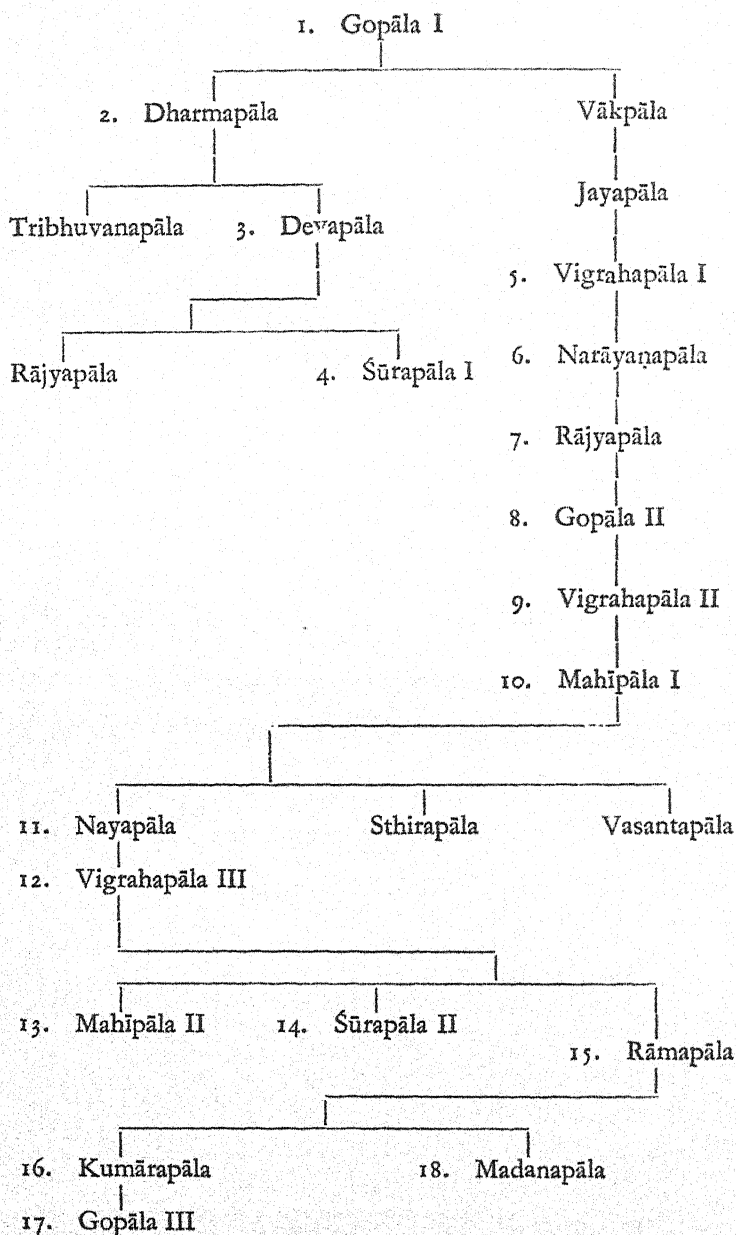 1. Gopāla I
2. Dharmapāla Vākpāla
Jayapāla
Tribhuvanapāla 3. Devapāla
5. Vigrahapāla I
Rājyapāla 4. Śūrapāla I 6. Narāyaṇapāla
7. Rājyapāla
8. Gopāla II
9. Vigrahapāla II
10. Mahīpāla I
11. Nayapāla Sthirapāla Vasantapāla
12. Vigrahapāla III
13. Mahīpāla II 14. Śūrapāla II
15. Rāmapāla
16. Kumārapāla 18. Madanapāla
17. Gopāla III